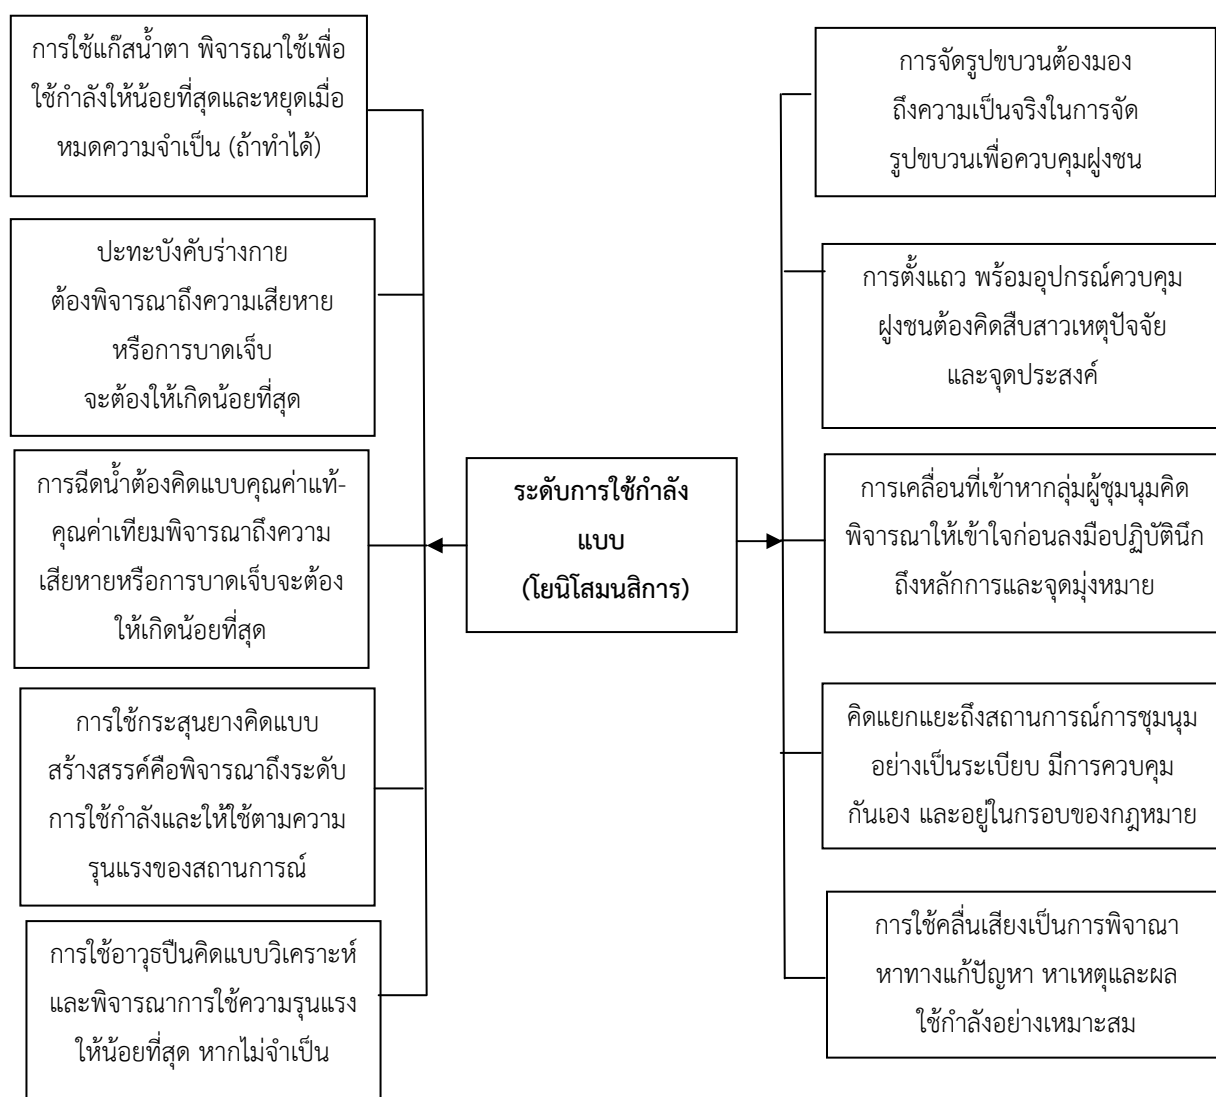 การใช้แก๊สน้ำตา พิจารณาใช้เพื่อ
ใช้กำลังให้น้อยที่สุดและหยุดเมื่อ
หมดความจำเป็น (ถ้าทำได้)
ปะทะบังคับร่างกาย
ต้องพิจารณาถึงความเสียหาย
หรือการบาดเจ็บ
จะต้องให้เกิดน้อยที่สุด
การฉีดน้ำต้องคิดแบบคุณค่าแท้-
คุณค่าเทียมพิจารณาถึงความ
เสียหายหรือการบาดเจ็บจะต้อง
ให้เกิดน้อยที่สุด
การใช้กระสุนยางคิดแบบ
สร้างสรรค์คือพิจารณาถึงระดับ
การใช้กำลังและให้ใช้ตามความ
รุนแรงของสถานการณ์
การใช้อาวุธปืนคิดแบบวิเคราะห์
และพิจารณาการใช้ความรุนแรง
ให้น้อยที่สุด หากไม่จำเป็น
ระดับการใช้กำลัง
แบบ
(โยนิโสมนสิการ)
การจัดรูปขบวนต้องมอง
ถึงความเป็นจริงในการจัด
รูปขบวนเพื่อควบคุมฝูงชน
การตั้งแถว พร้อมอุปกรณ์ควบคุม
ฝูงชนต้องคิดสืบสาวเหตุปัจจัย
และจุดประสงค์
การเคลื่อนที่เข้าหากลุ่มผู้ชุมนุมคิด
พิจารณาให้เข้าใจก่อนลงมือปฏิบัตินึก
ถึงหลักการและจุดมุ่งหมาย
คิดแยกแยะถึงสถานการณ์การชุมนุม
อย่างเป็นระเบียบ มีการควบคุม
กันเอง และอยู่ในกรอบของกฎหมาย
การใช้คลื่นเสียงเป็นการพิจาณา
หาทางแก้ปัญหา หาเหตุและผล
ใช้กำลังอย่างเหมาะสม